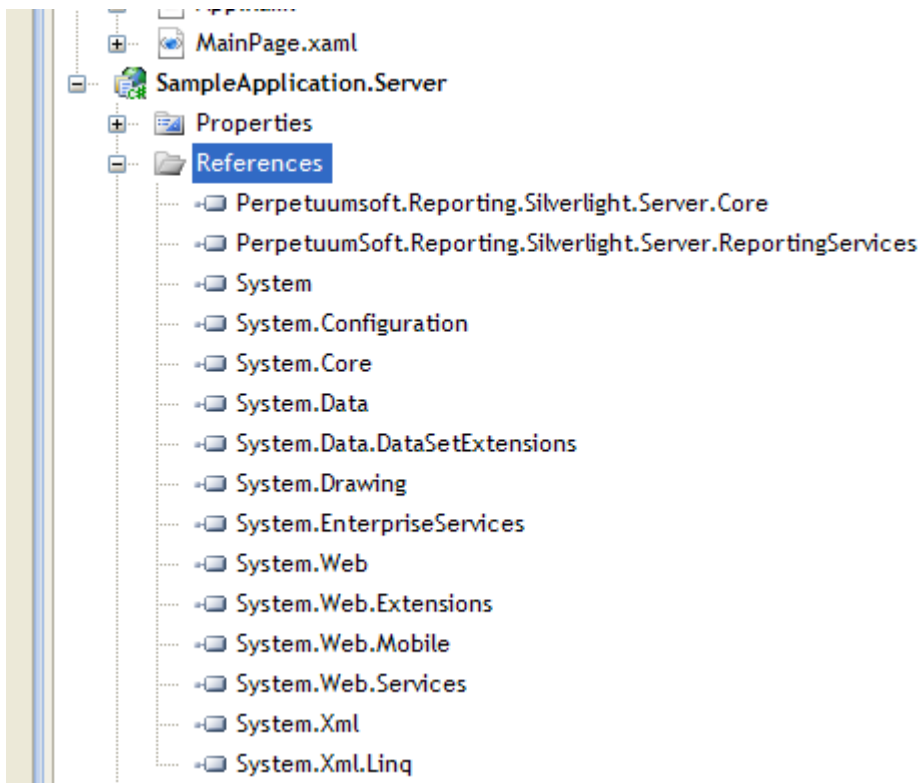 MainPage.xaml
SampleApplication.Server
Properties
References
Perpetuumsoft.Reporting.Silverlight.Server.Core
PerpetuumSoft.Reporting.Silverlight.Server.ReportingServices
System
System.Configuration
System.Core
System.Data
System.Data.DataSetExtensions
System.Drawing
System.EnterpriseServices
System.Web
System.Web.Extensions
System.Web.Mobile
System.Web.Services
System.Xml
System.Xml.Linq